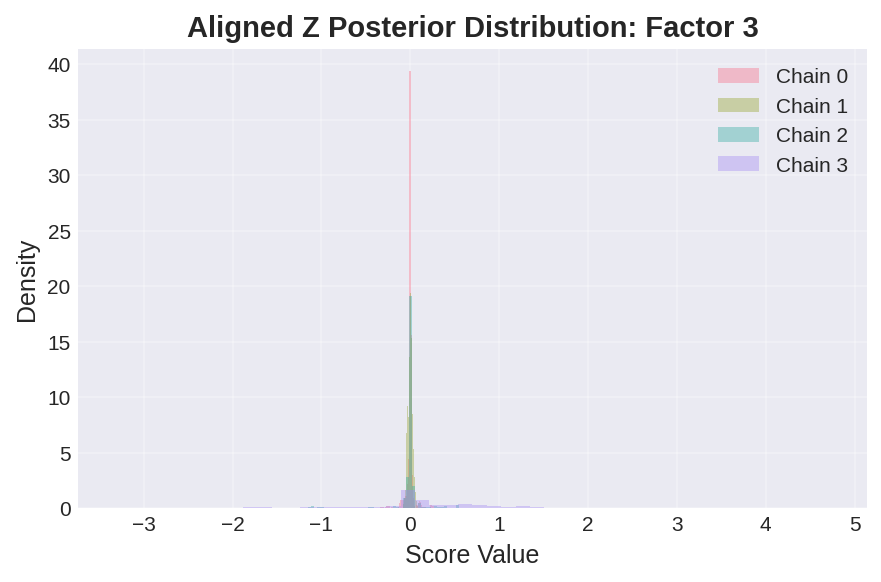 Aligned Z Posterior Distribution: Factor 3
Density
40
35
30
25
20
15
10
5
0
Chain 0
Chain 1
Chain 2
Chain 3
−3
−2
−1
0
1
2
3
4
5
Score Value